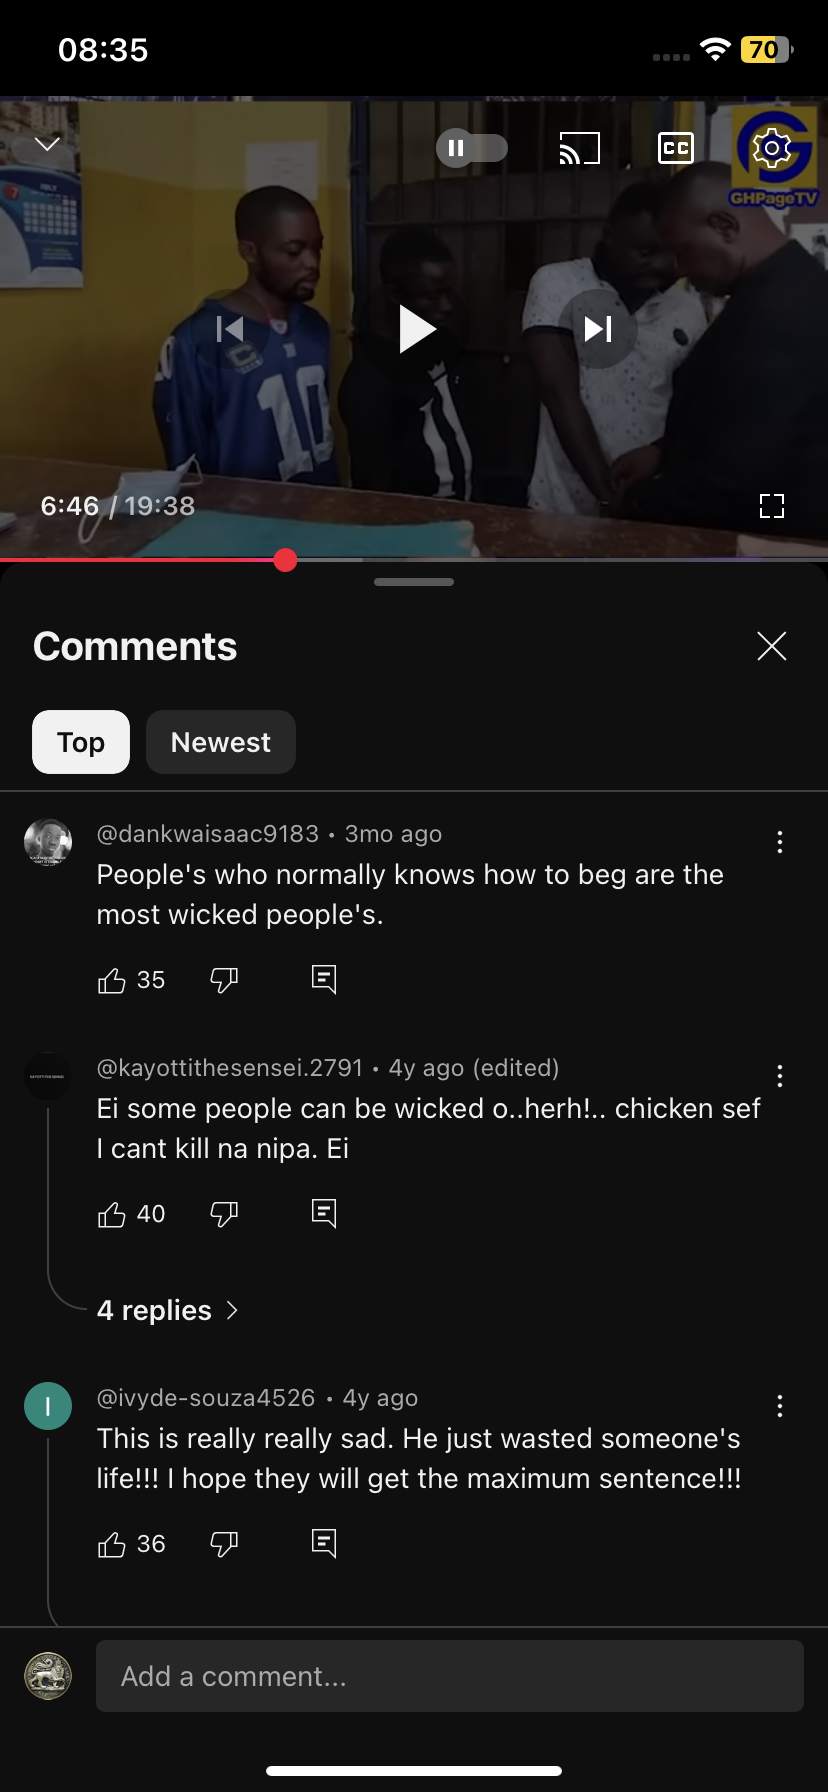 08:35
70
CC
GHPageTV
10
6:46 / 19:38
Comments
Top
Newest
@dankwaisaac9183 • 3mo ago
People's who normally knows how to beg are the
most wicked people's.
35
@kayottithesensei.2791 • 4y ago (edited)
Ei some people can be wicked o..herh!.. chicken sef
I cant kill na nipa. Ei
40
4 replies
I
@ivyde-souza4526 • 4y ago
This is really really sad. He just wasted someone's
life!!! I hope they will get the maximum sentence!!!
36
Add a comment...